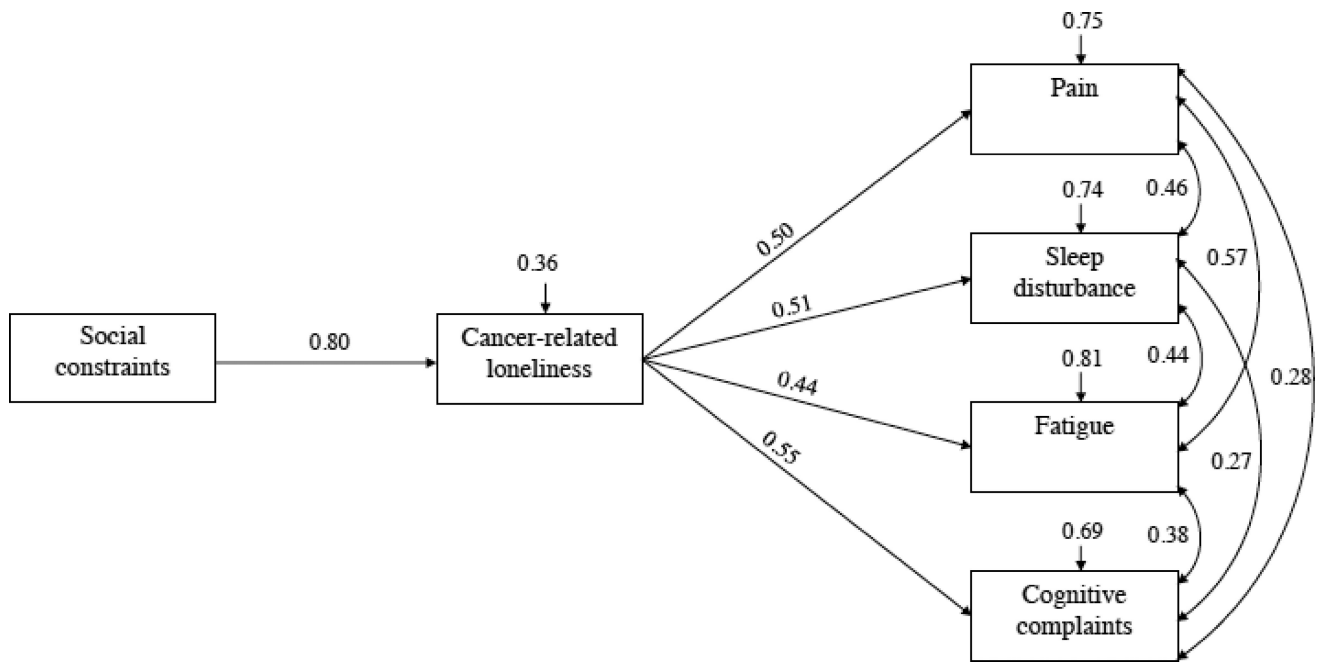 0.75
Pain
0.46
0.74
Sleep
disturbance
0.57
0.50
0.36
0.51
Social
constraints
0.80
Cancer-related
loneliness
0.44
0.81
0.44
0.28
Fatigue
0.55
0.27
0.69
0.38
Cognitive
complaints